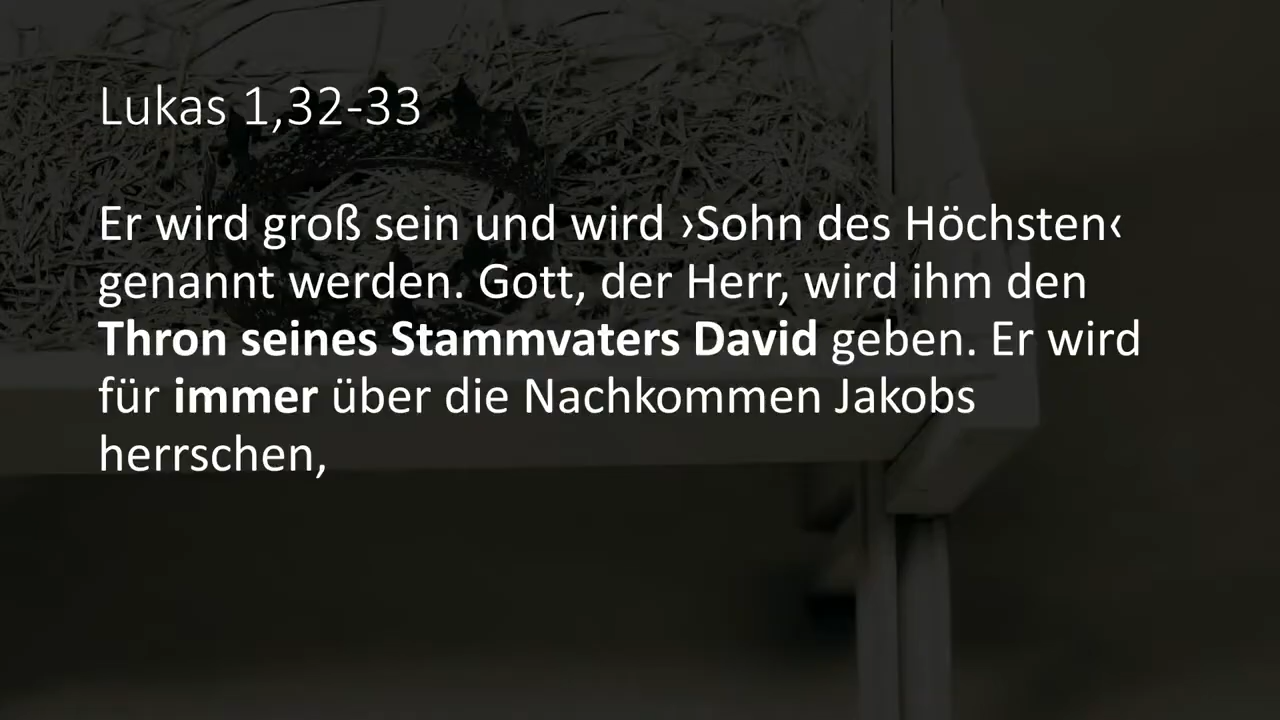 Lukas 1,32-33
Er wird groß sein und wird ›Sohn des Höchsten‹
genannt werden. Gott, der Herr, wird ihm den
Thron seines Stammvaters David geben. Er wird
für immer über die Nachkommen Jakobs
herrschen,